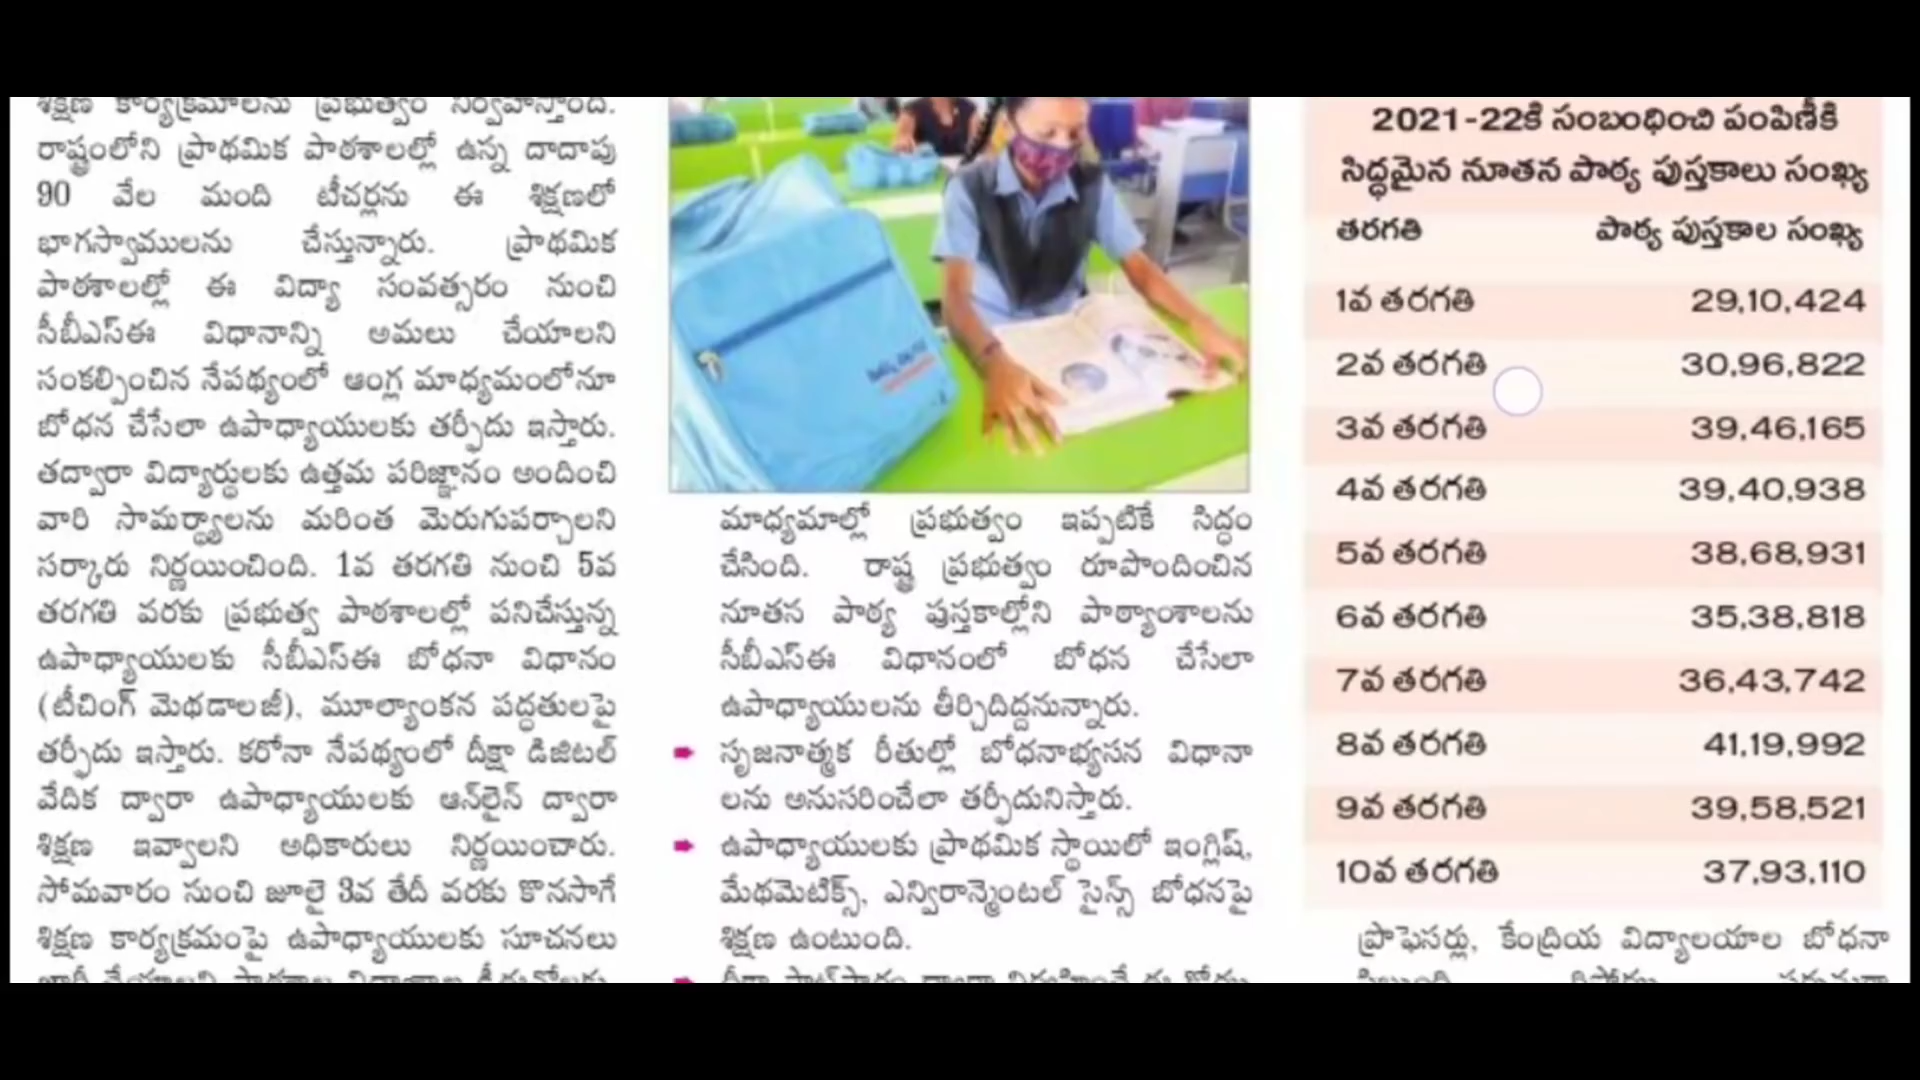 శిక్షణ కార్యక్రమాలను ప్రభుత్వం నిర్వహిస్తోంది.
రాష్ట్రంలోని ప్రాథమిక పాఠశాలల్లో ఉన్న దాదాపు
90 వేల మంది టీచర్లను ఈ శిక్షణలో
భాగస్వాములను చేస్తున్నారు. ప్రాథమిక
పాఠశాలల్లో ఈ విద్యా సంవత్సరం నుంచి
సీబీఎస్ఈ విధానాన్ని అమలు చేయాలని
సంకల్పించిన నేపథ్యంలో ఆంగ్ల మాధ్యమంలోనూ
బోధన చేసేలా ఉపాధ్యాయులకు తర్ఫీదు ఇస్తారు.
తద్వారా విద్యార్థులకు ఉత్తమ పరిజ్ఞానం అందించి
వారి సామర్థ్యాలను మరింత మెరుగుపర్చాలని
సర్కారు నిర్ణయించింది. 1వ తరగతి నుంచి 5వ
తరగతి వరకు ప్రభుత్వ పాఠశాలల్లో పనిచేస్తున్న
ఉపాధ్యాయులకు సీబీఎస్ఈ బోధనా విధానం
(టీచింగ్ మెథడాలజీ), మూల్యాంకన పద్ధతులపై
తర్ఫీదు ఇస్తారు. కరోనా నేపథ్యంలో దీక్షా డిజిటల్
వేదిక ద్వారా ఉపాధ్యాయులకు ఆన్‌లైన్ ద్వారా
శిక్షణ ఇవ్వాలని అధికారులు నిర్ణయించారు.
సోమవారం నుంచి జూలై 3వ తేదీ వరకు కొనసాగే
శిక్షణ కార్యక్రమంపై ఉపాధ్యాయులకు సూచనలు
మాధ్యమాల్లో ప్రభుత్వం ఇప్పటికే సిద్ధం
చేసింది. రాష్ట్ర ప్రభుత్వం రూపొందించిన
నూతన పాఠ్య పుస్తకాల్లోని పాఠ్యాంశాలను
సీబీఎస్ఈ విధానంలో బోధన చేసేలా
ఉపాధ్యాయులను తీర్చిదిద్దనున్నారు.
సృజనాత్మక రీతుల్లో బోధనాభ్యసన విధానా
లను అనుసరించేలా తర్ఫీదునిస్తారు.
ఉపాధ్యాయులకు ప్రాథమిక స్థాయిలో ఇంగ్లిష్,
మేథమెటిక్స్, ఎన్విరాన్మెంటల్ సైన్స్ బోధనపై
శిక్షణ ఉంటుంది.
2021-22కి సంబంధించి పంపిణీకి
సిద్ధమైన నూతన పాఠ్య పుస్తకాలు సంఖ్య
తరగతి పాఠ్య పుస్తకాల సంఖ్య
1వ తరగతి 29,10,424
2వ తరగతి 30,96,822
3వ తరగతి 39,46,165
4వ తరగతి 39,40,938
5వ తరగతి 38,68,931
6వ తరగతి 35,38,818
7వ తరగతి 36,43,742
8వ తరగతి 41,19,992
9వ తరగతి 39,58,521
10వ తరగతి 37,93,110
ప్రొఫెసర్లు, కేంద్రియ విద్యాలయాల బోధనా